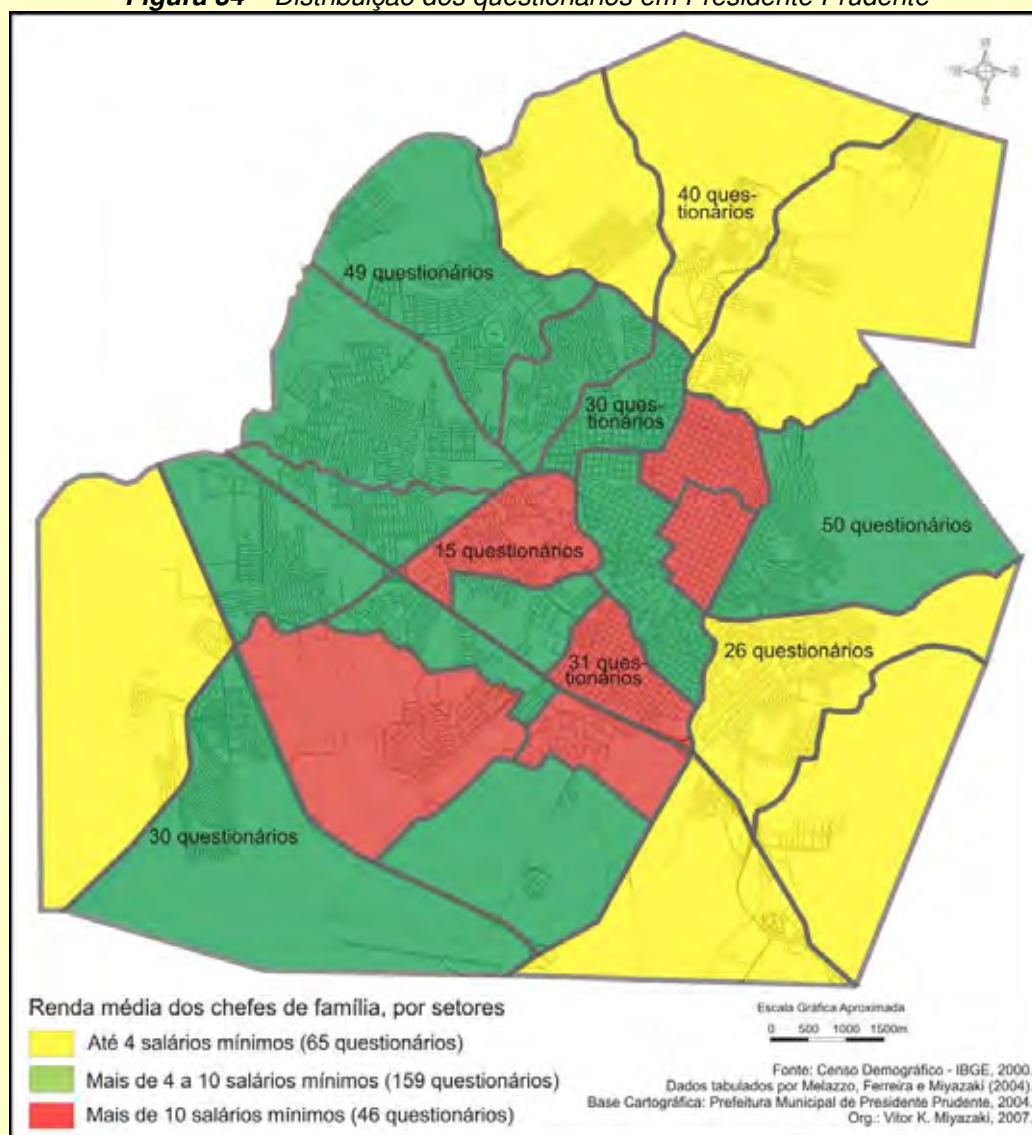 Figura 34 – Distribuição dos questionários em Presidente Prudente
40 ques-
tionários
49 questionários
30 ques-
tionários
50 questionários
15 questionários
26 questionários
31 ques-
tionários
30 questionários
Renda média dos chefes de família, por setores
Até 4 salários mínimos (65 questionários)
Mais de 4 a 10 salários mínimos (159 questionários)
Mais de 10 salários mínimos (46 questionários)
Escala Gráfica Aproximada
0 500 1000 1500m
Fonte: Censo Demográfico - IBGE, 2000.
Dados tabulados por Melazzo, Ferreira e Miyazaki (2004).
Base Cartográfica: Prefeitura Municipal de Presidente Prudente, 2004.
Org.: Vitor K. Miyazaki, 2007.